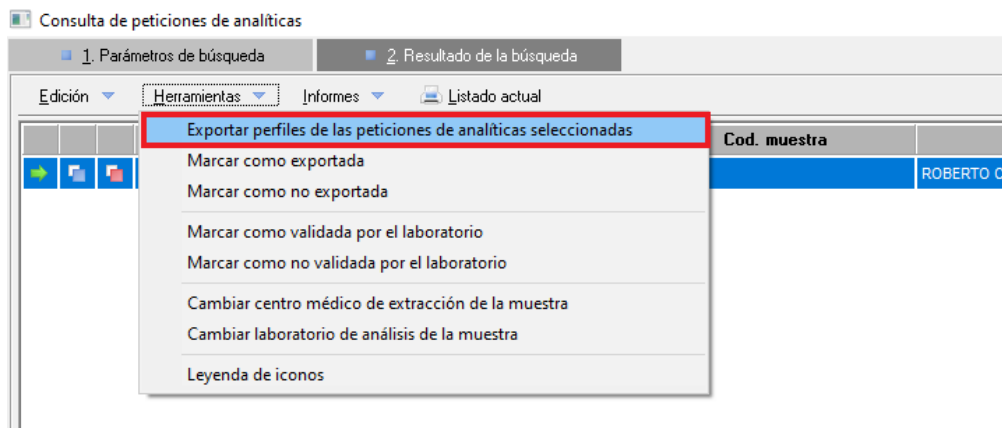 Consulta de peticiones de analíticas
1. Parámetros de búsqueda 2. Resultado de la búsqueda
Edición Herramientas Informes Listado actual
Exportar perfiles de las peticiones de analíticas seleccionadas
Cod. muestra
Marcar como exportada
ROBERTO
Marcar como no exportada
Marcar como validada por el laboratorio
Marcar como no validada por el laboratorio
Cambiar centro médico de extracción de la muestra
Cambiar laboratorio de análisis de la muestra
Leyenda de iconos